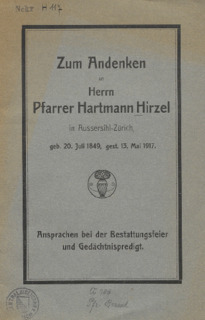 Zum Andenken
an
Herrn
Pfarrer Hartmann Hirzel
in Aussersihl-Zürich,
geb. 20. Juli 1849, gest. 13. Mai 1917.
Ansprachen bei der Bestattungsfeier
und Gedächtnispredigt.